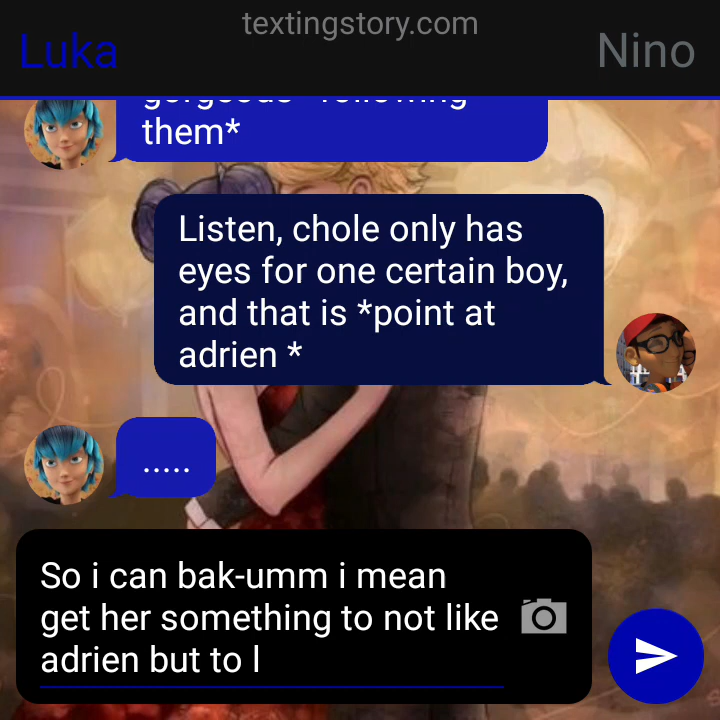 textingstory.com
Luka
Nino
them*
Listen, chole only has
eyes for one certain boy,
and that is *point at
adrien *
.....
So i can bak-umm i mean
get her something to not like
adrien but to l